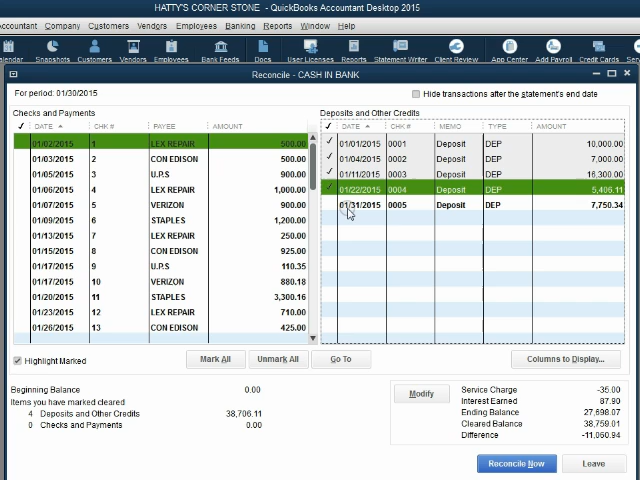 HATTY'S CORNER STONE - QuickBooks Accountant Desktop 2015
ccountant Company Customers Vendors Employees Banking Reports Window Help
lendar Snapshots Customers Vendors Employees Bank Feeds Docs User Licenses Reports Statement Writer Client Review App Center Add Payroll Credit Cards Serv
Reconcile - CASH IN BANK
For period: 01/30/2015
Hide transactions after the statement's end date
Checks and Payments
DATE CHK # PAYEE AMOUNT
01/02/2015 1 LEX REPAIR 500.00
01/03/2015 2 CON EDISON 500.00
01/05/2015 3 U.P.S 900.00
01/06/2015 4 LEX REPAIR 1,000.00
01/07/2015 5 VERIZON 900.00
01/09/2015 6 STAPLES 1,200.00
01/13/2015 7 LEX REPAIR 250.00
01/15/2015 8 CON EDISON 925.00
01/17/2015 9 U.P.S 110.35
01/17/2015 10 VERIZON 880.18
01/20/2015 11 STAPLES 3,300.16
01/23/2015 12 LEX REPAIR 710.00
01/26/2015 13 CON EDISON 425.00
Deposits and Other Credits
DATE CHK # MEMO TYPE AMOUNT
01/01/2015 0001 Deposit DEP 10,000.00
01/04/2015 0002 Deposit DEP 7,000.00
01/11/2015 0003 Deposit DEP 16,300.00
01/22/2015 0004 Deposit DEP 5,406.11
01/31/2015 0005 Deposit DEP 7,750.34
Highlight Marked
Mark All Unmark All Go To
Columns to Display...
Beginning Balance 0.00
Items you have marked cleared
4 Deposits and Other Credits 38,706.11
0 Checks and Payments 0.00
Modify
Service Charge -35.00
Interest Earned 87.90
Ending Balance 27,698.07
Cleared Balance 38,759.01
Difference -11,060.94
Reconcile Now Leave